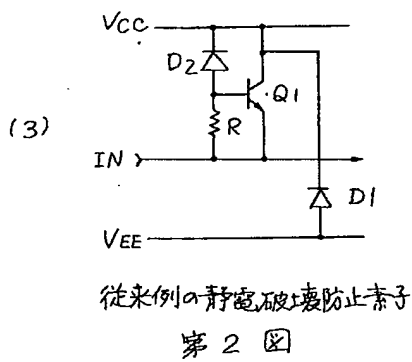 VCC
D2
Q1
(3)
R
IN
D1
VEE
従来例の静電破壊防止素子
第2図